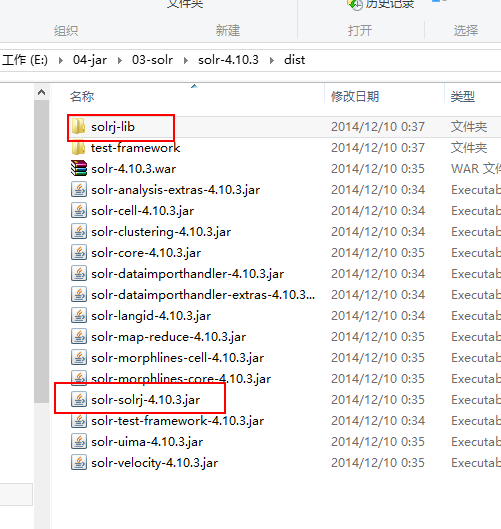 文件夹
历史记录
组织
新建
打开
选择
工作 (E:) 04-jar 03-solr solr-4.10.3 dist
名称 修改日期 类型
solrj-lib 2014/12/10 0:37 文件夹
test-framework 2014/12/10 0:37 文件夹
solr-4.10.3.war 2014/12/10 0:35 WAR 文件
solr-analysis-extras-4.10.3.jar 2014/12/10 0:34 Executab
solr-cell-4.10.3.jar 2014/12/10 0:34 Executab
solr-clustering-4.10.3.jar 2014/12/10 0:34 Executab
solr-core-4.10.3.jar 2014/12/10 0:35 Executab
solr-dataimporthandler-4.10.3.jar 2014/12/10 0:34 Executab
solr-dataimporthandler-extras-4.10.3... 2014/12/10 0:34 Executab
solr-langid-4.10.3.jar 2014/12/10 0:34 Executab
solr-map-reduce-4.10.3.jar 2014/12/10 0:35 Executab
solr-morphlines-cell-4.10.3.jar 2014/12/10 0:34 Executab
solr-morphlines-core-4.10.3.jar 2014/12/10 0:35 Executab
solr-solrj-4.10.3.jar 2014/12/10 0:35 Executab
solr-test-framework-4.10.3.jar 2014/12/10 0:34 Executab
solr-uima-4.10.3.jar 2014/12/10 0:35 Executab
solr-velocity-4.10.3.jar 2014/12/10 0:35 Executab